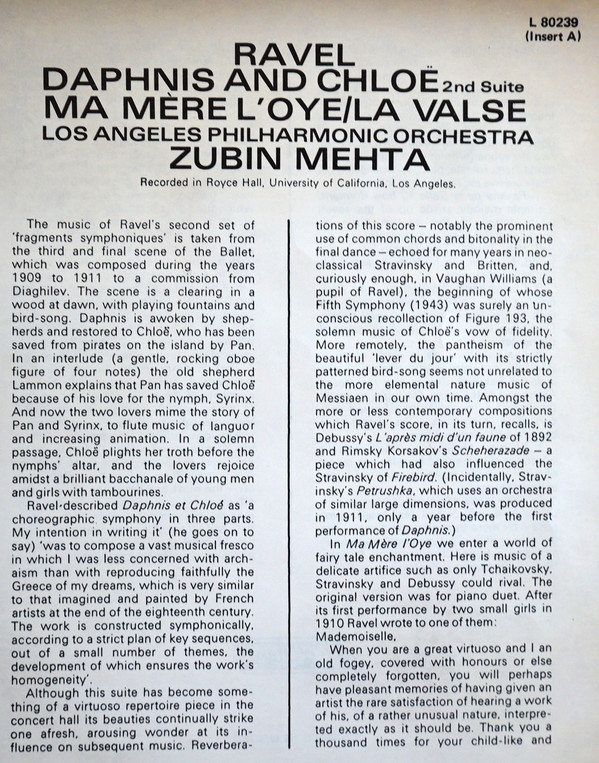 L 80239
(Insert A)
RAVEL
DAPHNIS AND CHLOË 2nd Suite
MA MÈRE L'OYE/LA VALSE
LOS ANGELES PHILHARMONIC ORCHESTRA
ZUBIN MEHTA
Recorded in Royce Hall, University of California, Los Angeles.
The music of Ravel's second set of
'fragments symphoniques' is taken from
the third and final scene of the Ballet,
which was composed during the years
1909 to 1911 to a commission from
Diaghilev. The scene is a clearing in a
wood at dawn, with playing fountains and
bird-song. Daphnis is awoken by shep-
herds and restored to Chloë, who has been
saved from pirates on the island by Pan.
In an interlude (a gentle, rocking oboe
figure of four notes) the old shepherd
Lammon explains that Pan has saved Chloë
because of his love for the nymph, Syrinx.
And now the two lovers mime the story of
Pan and Syrinx, to flute music of languor
and increasing animation. In a solemn
passage, Chloë plights her troth before the
nymphs' altar, and the lovers rejoice
amidst a brilliant bacchanale of young men
and girls with tambourines.
Ravel-described Daphnis et Chloé as 'a
choreographic symphony in three parts.
My intention in writing it' (he goes on to
say) 'was to compose a vast musical fresco
in which I was less concerned with arch-
aism than with reproducing faithfully the
Greece of my dreams, which is very similar
to that imagined and painted by French
artists at the end of the eighteenth century.
The work is constructed symphonically,
according to a strict plan of key sequences,
out of a small number of themes, the
development of which ensures the work's
homogeneity'.
Although this suite has become some-
thing of a virtuoso repertoire piece in the
concert hall its beauties continually strike
one afresh, arousing wonder at its in-
fluence on subsequent music. Reverbera-
tions of this score – notably the prominent
use of common chords and bitonality in the
final dance – echoed for many years in neo-
classical Stravinsky and Britten, and,
curiously enough, in Vaughan Williams (a
pupil of Ravel), the beginning of whose
Fifth Symphony (1943) was surely an un-
conscious recollection of Figure 193, the
solemn music of Chloë's vow of fidelity.
More remotely, the pantheism of the
beautiful 'lever du jour' with its strictly
patterned bird-song seems not unrelated to
the more elemental nature music of
Messiaen in our own time. Amongst the
more or less contemporary compositions
which Ravel's score, in its turn, recalls, is
Debussy's L'après midi d'un faune of 1892
and Rimsky Korsakov's Scheherazade – a
piece which had also influenced the
Stravinsky of Firebird. (Incidentally, Strav-
insky's Petrushka, which uses an orchestra
of similar large dimensions, was produced
in 1911, only a year before the first
performance of Daphnis.)
In Ma Mère l'Oye we enter a world of
fairy tale enchantment. Here is music of a
delicate artifice such as only Tchaikovsky,
Stravinsky and Debussy could rival. The
original version was for piano duet. After
its first performance by two small girls in
1910 Ravel wrote to one of them:
Mademoiselle,
When you are a great virtuoso and I an
old fogey, covered with honours or else
completely forgotten, you will perhaps
have pleasant memories of having given an
artist the rare satisfaction of hearing a work
of his, of a rather unusual nature, interpre-
ted exactly as it should be. Thank you a
thousand times for your child-like and